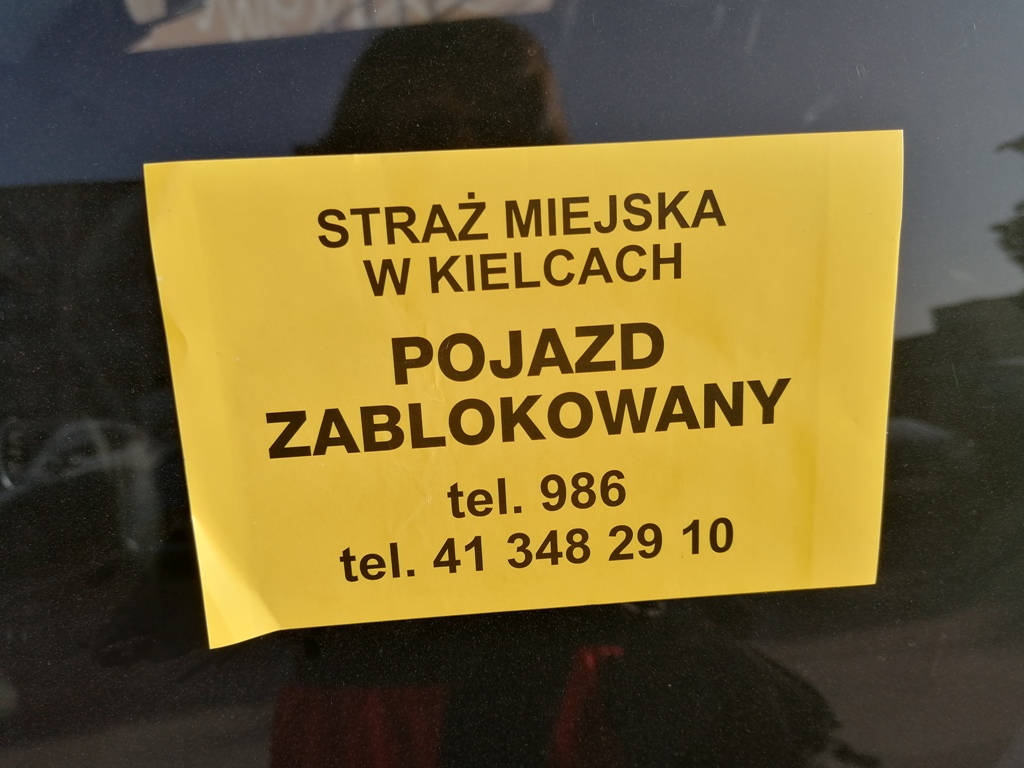 STRAŻ MIEJSKA
W KIELCACH
POJAZD
ZABLOKOWANY
tel. 986
tel. 41 348 29 10